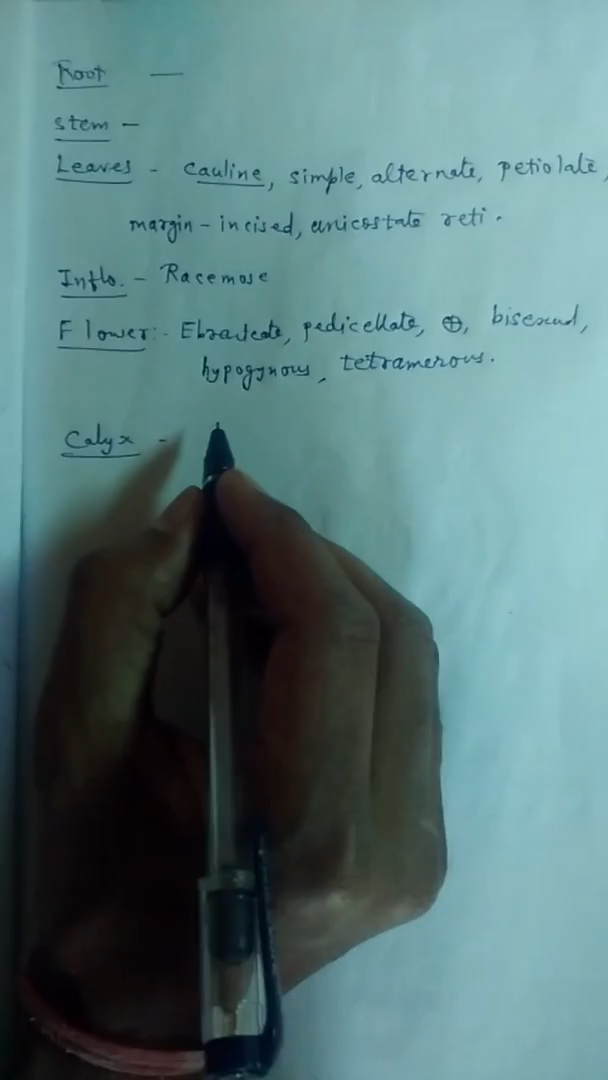 Root —
Stem -
Leaves - cauline, simple, alternate, petiolate,
margin - incised, unicostate reti.
Inflo. - Racemose
Flower:- Ebracteate, pedicellate, ⊕, bisexual,
hypogynous, tetramerous.
Calyx -